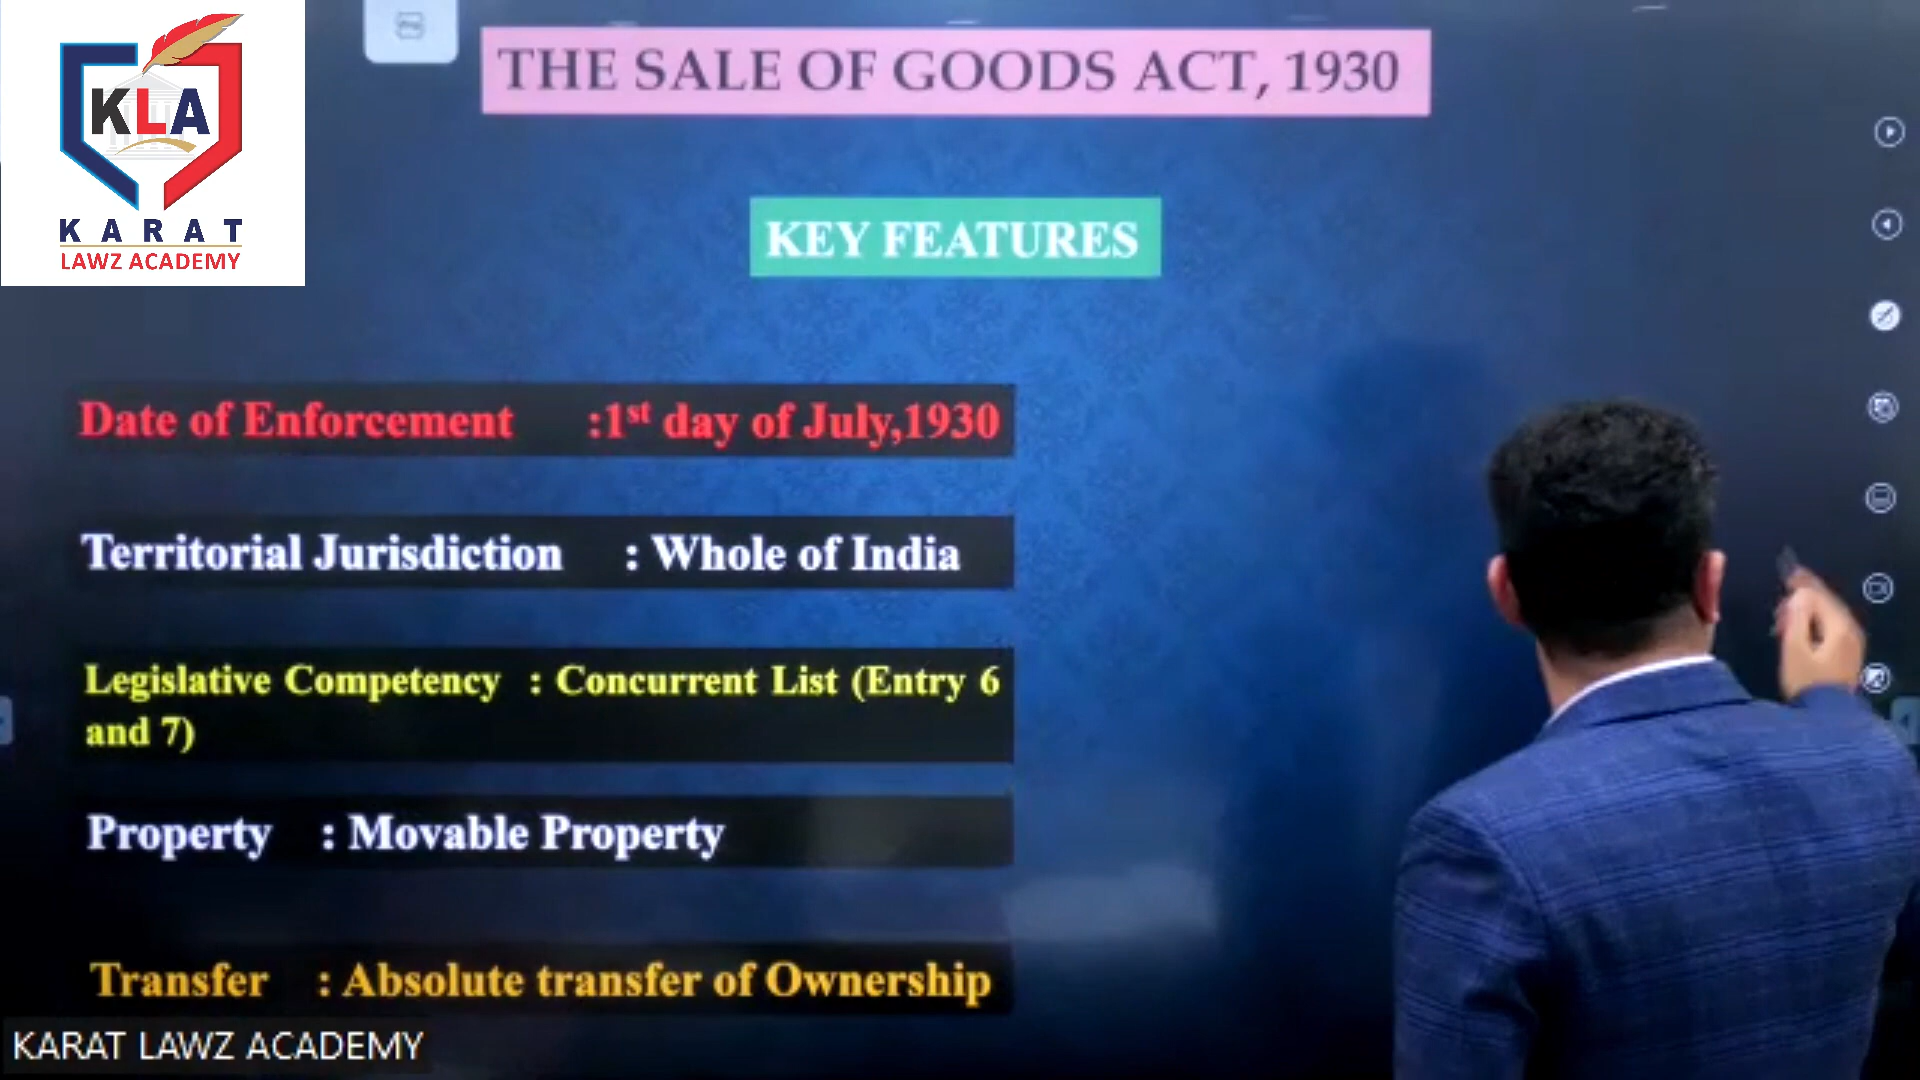 KLA
KARAT
LAWZ ACADEMY
THE SALE OF GOODS ACT, 1930
KEY FEATURES
Date of Enforcement :1st day of July,1930
Territorial Jurisdiction : Whole of India
Legislative Competency : Concurrent List (Entry 6
and 7)
Property : Movable Property
Transfer : Absolute transfer of Ownership
KARAT LAWZ ACADEMY